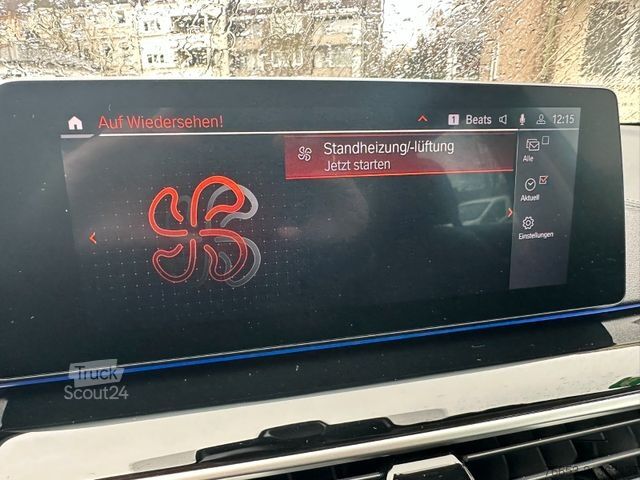 Auf Wiedersehen!
1 Beats 12:15
Standheizung/-lüftung
Jetzt starten
Alle
Aktuell
Einstellungen
Truck
Scout24